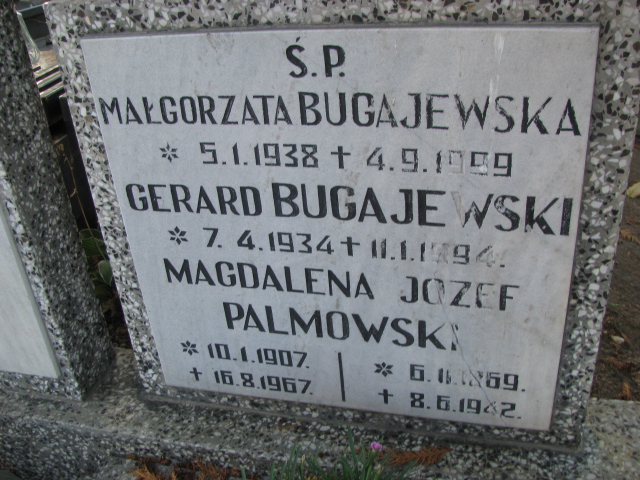 Ś.P.
MAŁGORZATA BUGAJEWSKA
* 5.1.1938 + 4.9.1999
GERARD BUGAJEWSKI
* 7.4.1934 + 11.1.1994.
MAGDALENA JÓZEF
PALMOWSKI
* 10.1.1907. * 6.11.1869.
+ 16.8.1967. + 8.6.1942.